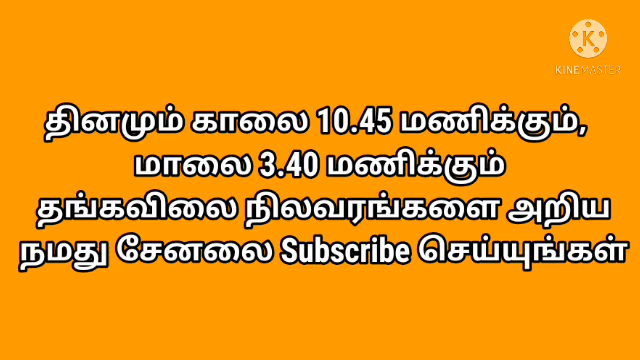 KINEMASTER
தினமும் காலை 10.45 மணிக்கும்,
மாலை 3.40 மணிக்கும்
தங்கவிலை நிலவரங்களை அறிய
நமது சேனலை Subscribe செய்யுங்கள்